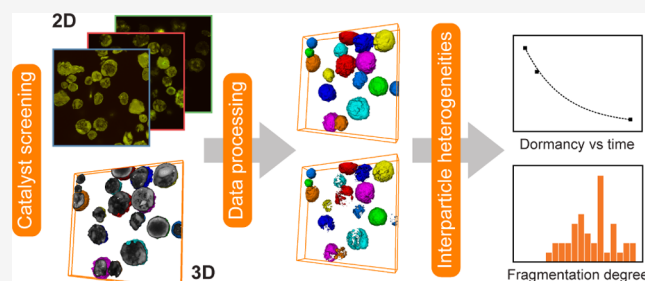 2D
Catalyst screening
3D
Data processing
Interparticle heterogeneities
Dormancy vs time
Fragmentation degree